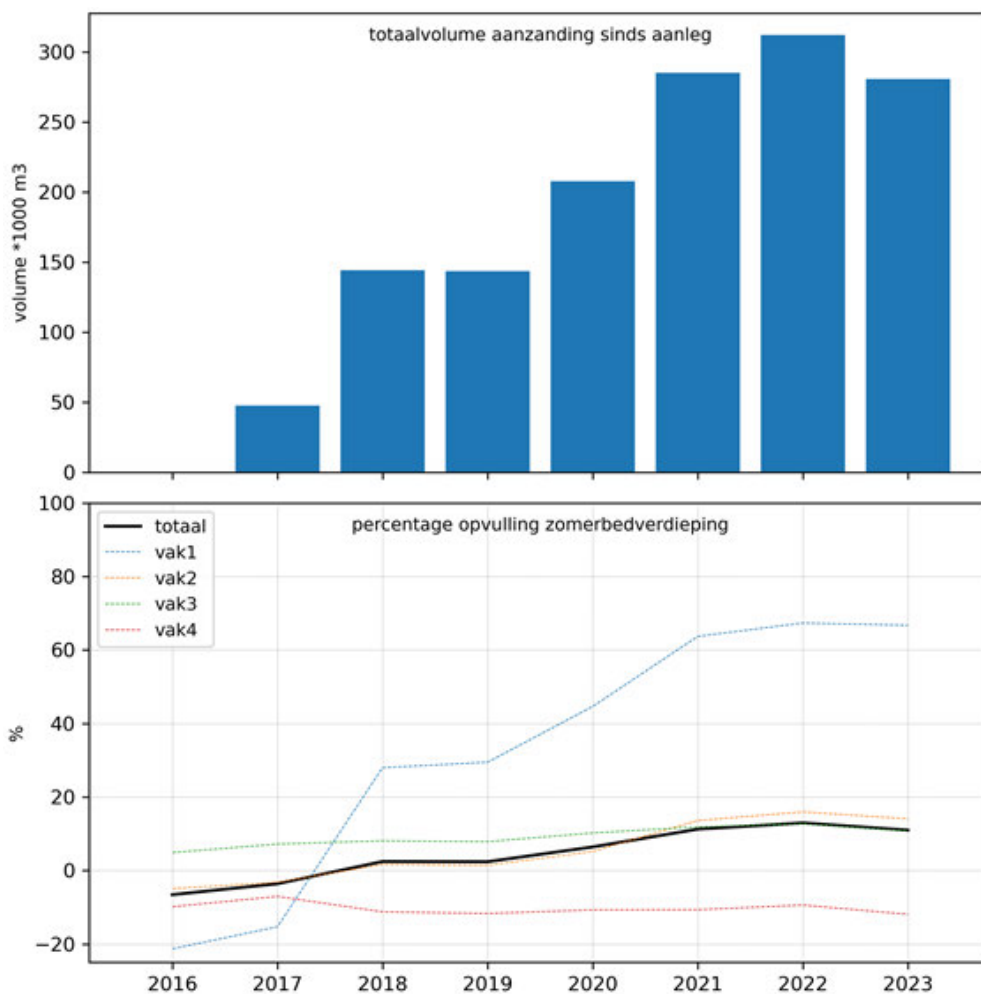 totaalvolume aanzanding sinds aanleg
volume *1000 m3
300
250
200
150
100
50
0
percentage opvulling zomerbedverdieping
totaal
vak1
vak2
vak3
vak4
%
100
80
60
40
20
0
−20
2016 2017 2018 2019 2020 2021 2022 2023